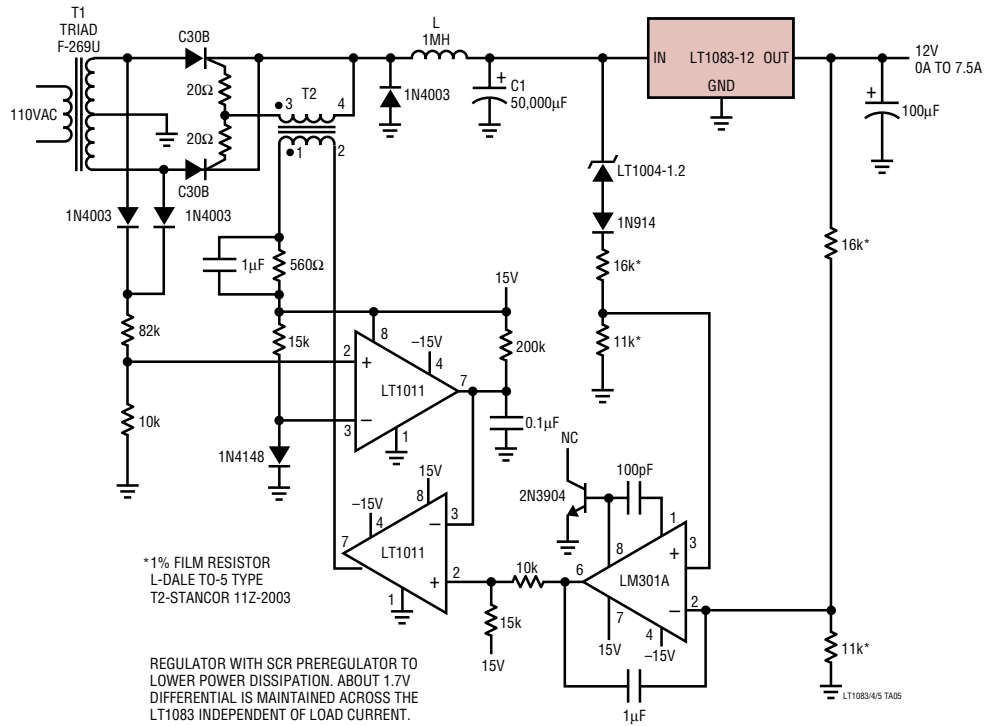 T1
TRIAD
F-269U
110VAC
C30B
20Ω
20Ω
C30B
T2
3
4
1
2
L
1MH
1N4003
+
C1
50,000µF
IN
LT1083-12
OUT
GND
12V
0A TO 7.5A
+
100µF
LT1004-1.2
1N914
16k*
11k*
16k*
11k*
1N4003
1N4003
1µF
560Ω
15V
82k
15k
200k
10k
1N4148
2
+
8
–15V
4
7
LT1011
–
3
1
0.1µF
15V
8
–15V
4
7
LT1011
–
3
+
2
1
10k
15k
15V
NC
2N3904
100pF
1
8
6
+
3
LM301A
–
2
7
15V
4
–15V
1µF
*1% FILM RESISTOR
L-DALE TO-5 TYPE
T2-STANCOR 11Z-2003
REGULATOR WITH SCR PREREGULATOR TO
LOWER POWER DISSIPATION. ABOUT 1.7V
DIFFERENTIAL IS MAINTAINED ACROSS THE
LT1083 INDEPENDENT OF LOAD CURRENT.
LT1083/4/5 TA05